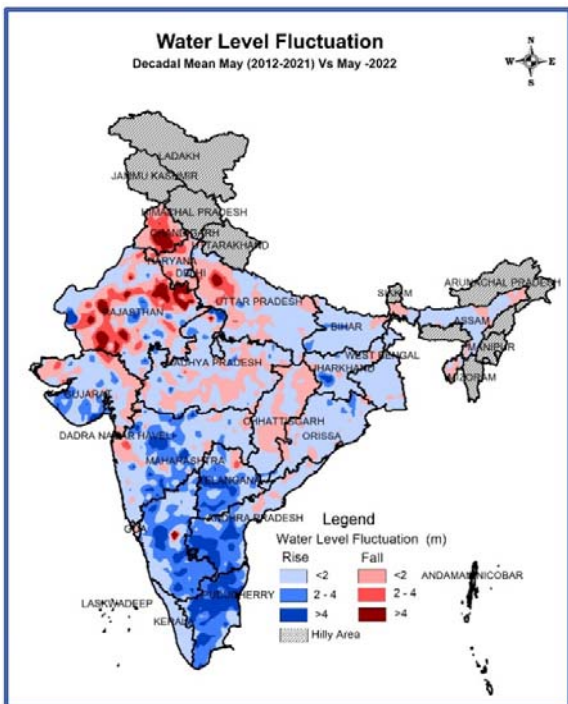 Water Level Fluctuation
Decadal Mean May (2012-2021) Vs May -2022
N
W E
S
LADAKH
JAMMU KASHMIR
HIMACHAL PRADESH
CHANDIGARH
UTTARAKHAND
HARYANA
DELHI
ARUNACHAL PRADESH
SIKKIM
UTTAR PRADESH
RAJASTHAN
ASSAM
BIHAR
MANIPUR
WEST BENGAL
MADHYA PRADESH
JHARKHAND
MIZORAM
GUJARAT
CHHATTISGARH
DADRA NAGAR HAVELI
ORISSA
MAHARASHTRA
TELANGANA
ANDHRA PRADESH
GOA
Legend
Water Level Fluctuation (m)
Rise Fall
<2 <2
2 - 4 2 - 4
>4 >4
Hilly Area
ANDAMAN NICOBAR
PUDUCHERRY
LASKWADEEP
KERALA